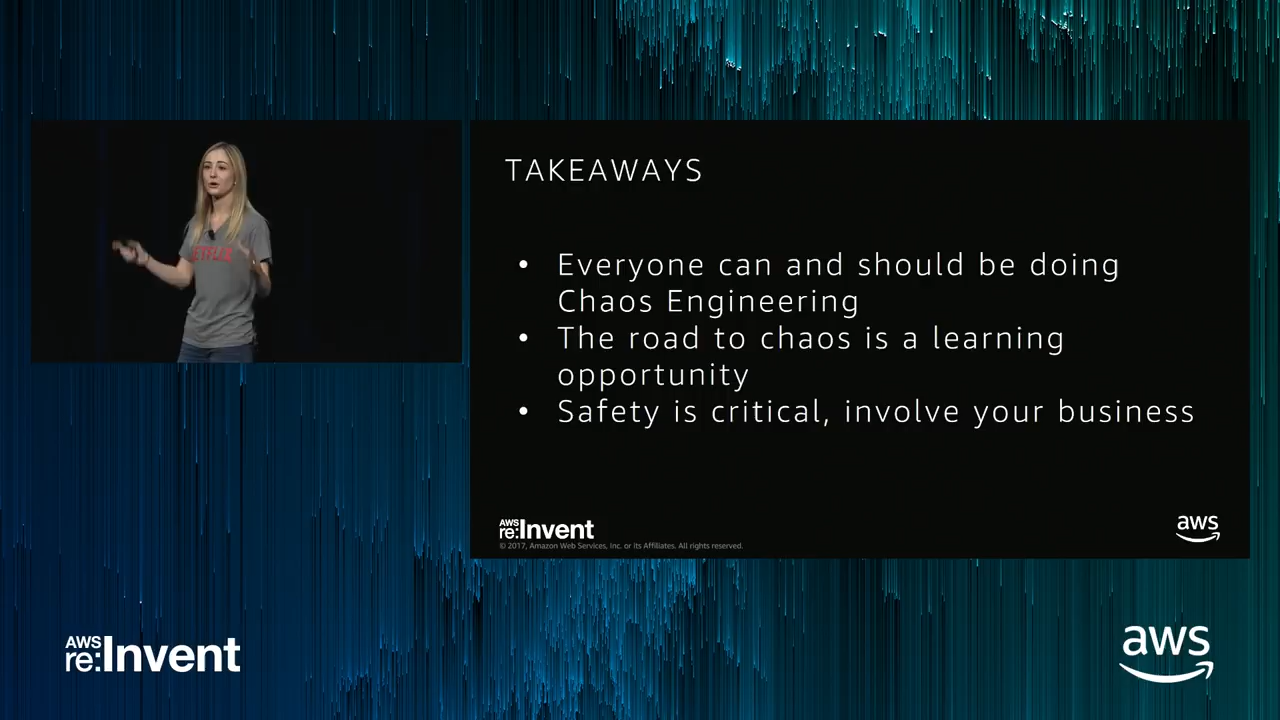 TAKEAWAYS
• Everyone can and should be doing
Chaos Engineering
• The road to chaos is a learning
opportunity
• Safety is critical, involve your business
AWS
re:Invent
© 2017, Amazon Web Services, Inc. or its Affiliates. All rights reserved.
aws
AWS
re:Invent
aws